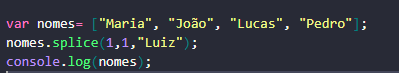 var nomes= ["Maria", "João", "Lucas", "Pedro"];
nomes.splice(1,1,"Luiz");
console.log(nomes);